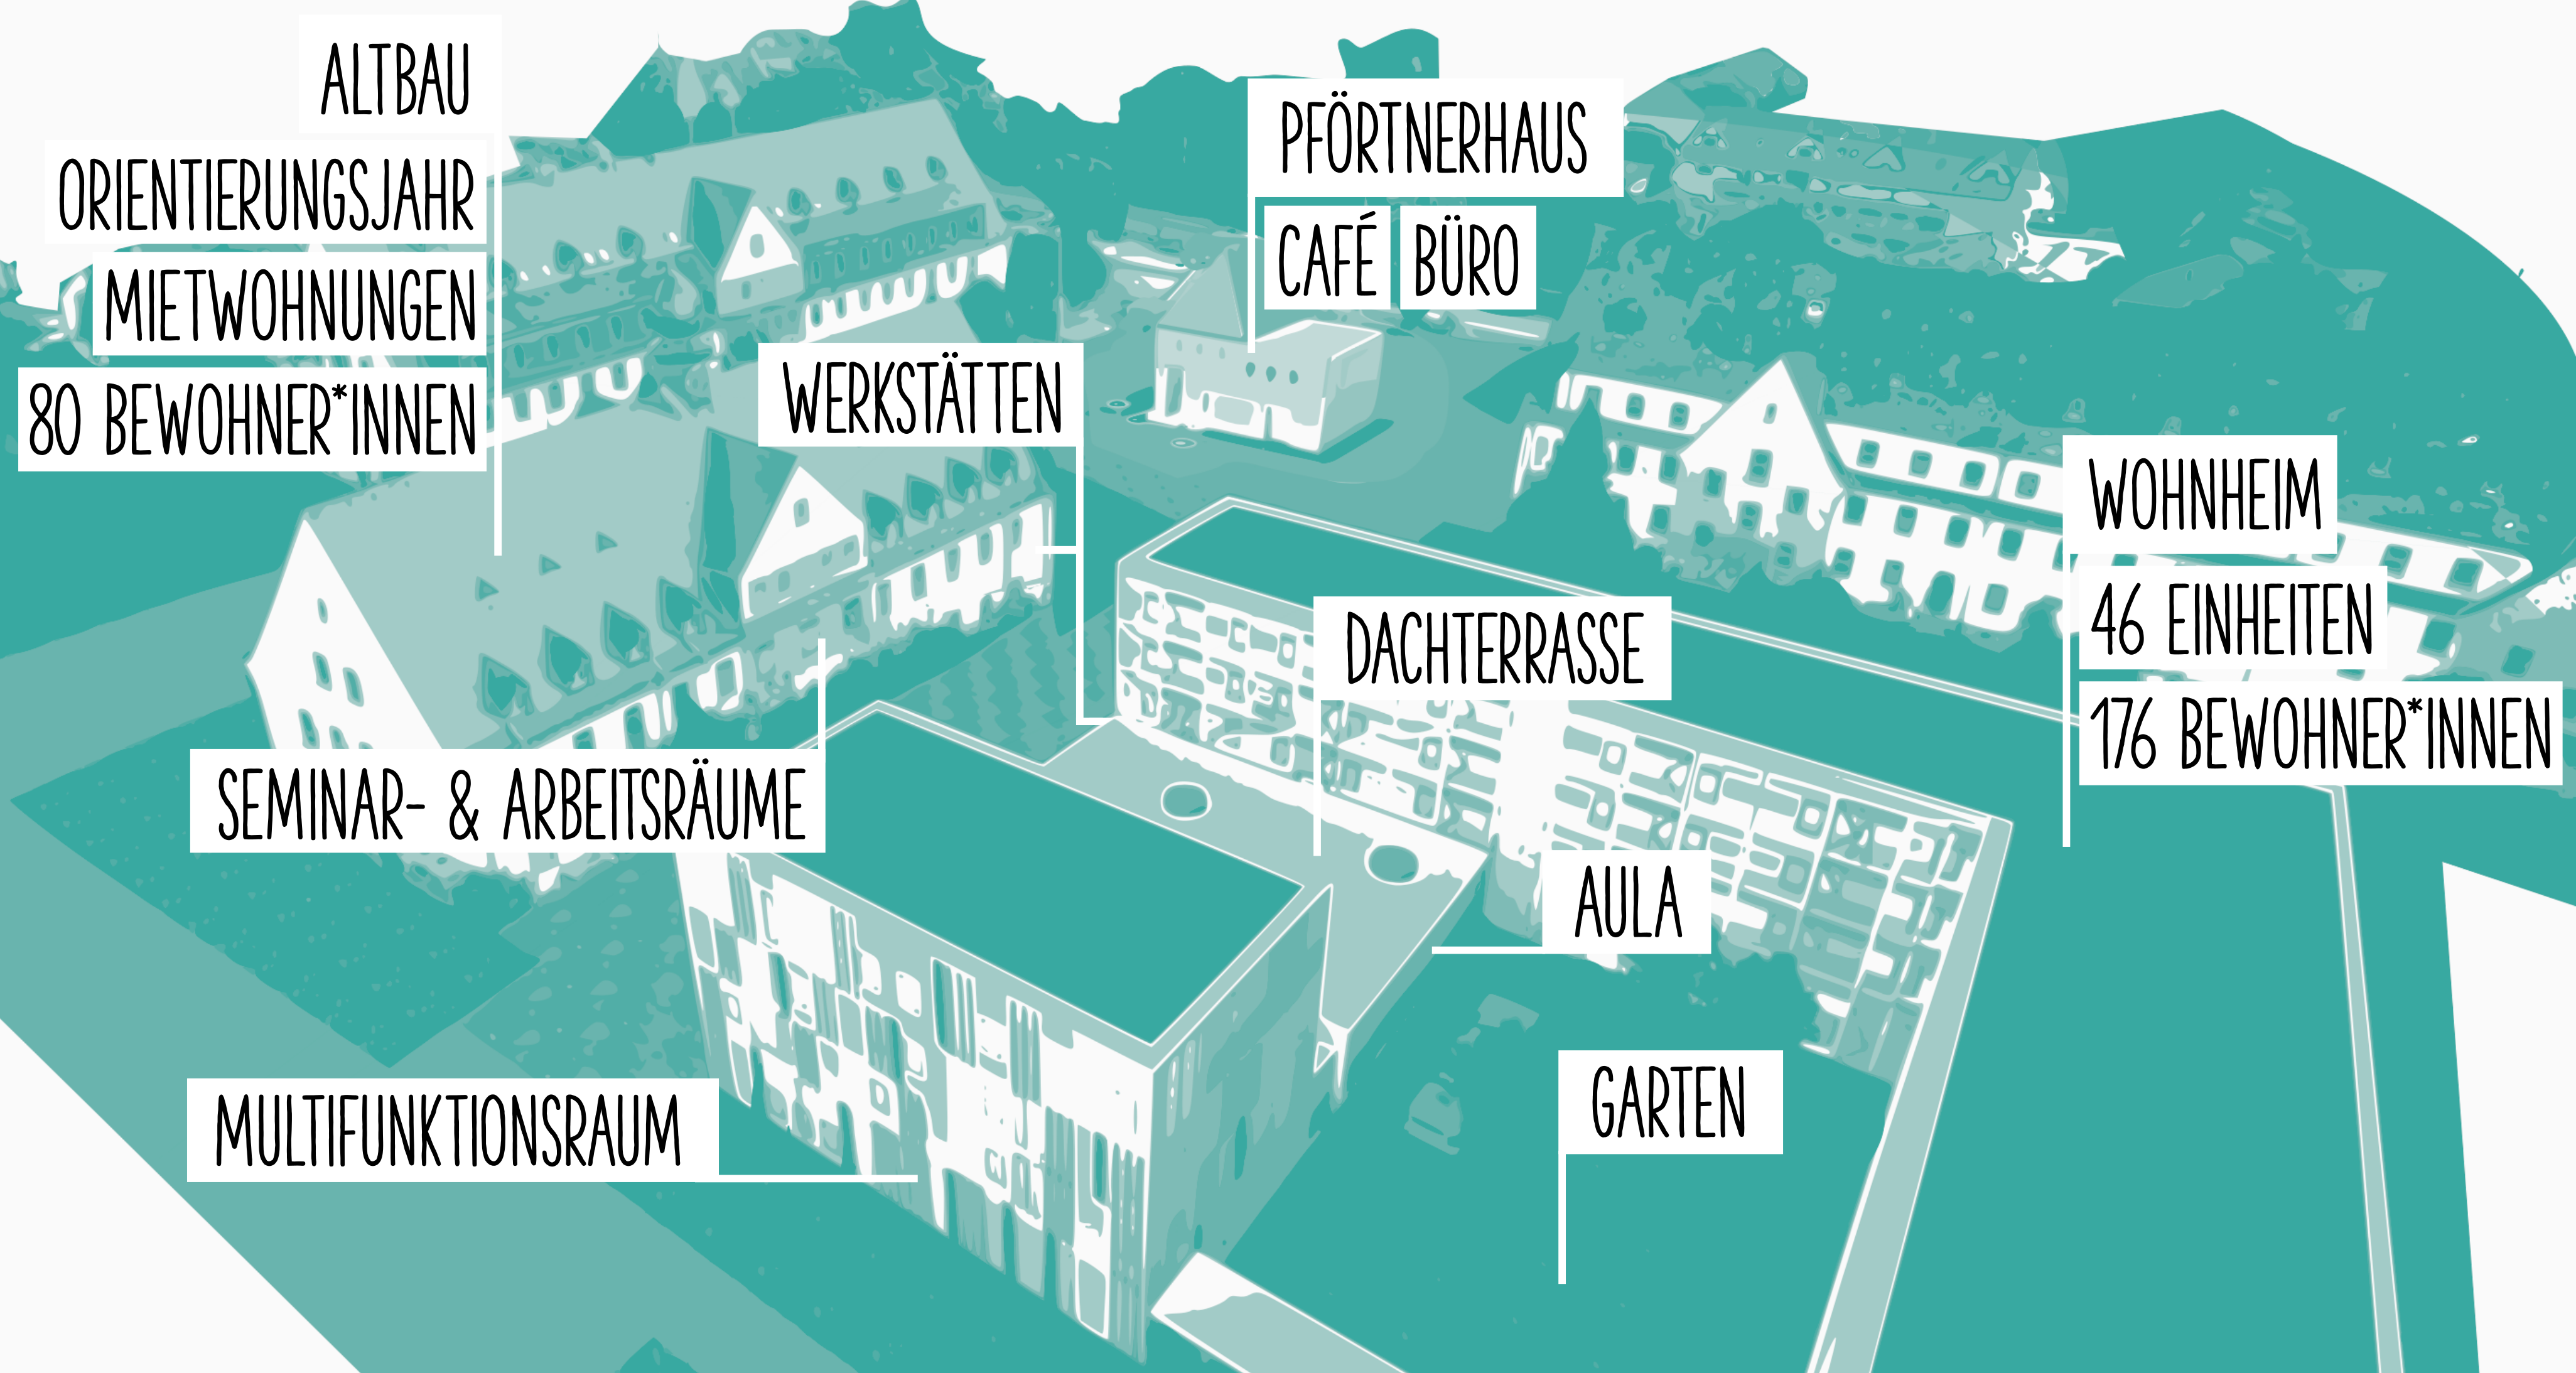 ALTBAU
ORIENTIERUNGSJAHR
MIETWOHNUNGEN
80 BEWOHNER*INNEN
PFÖRTNERHAUS
CAFÉ BÜRO
WERKSTÄTTEN
WOHNHEIM
46 EINHEITEN
176 BEWOHNER*INNEN
DACHTERRASSE
SEMINAR- & ARBEITSRÄUME
AULA
GARTEN
MULTIFUNKTIONSRAUM